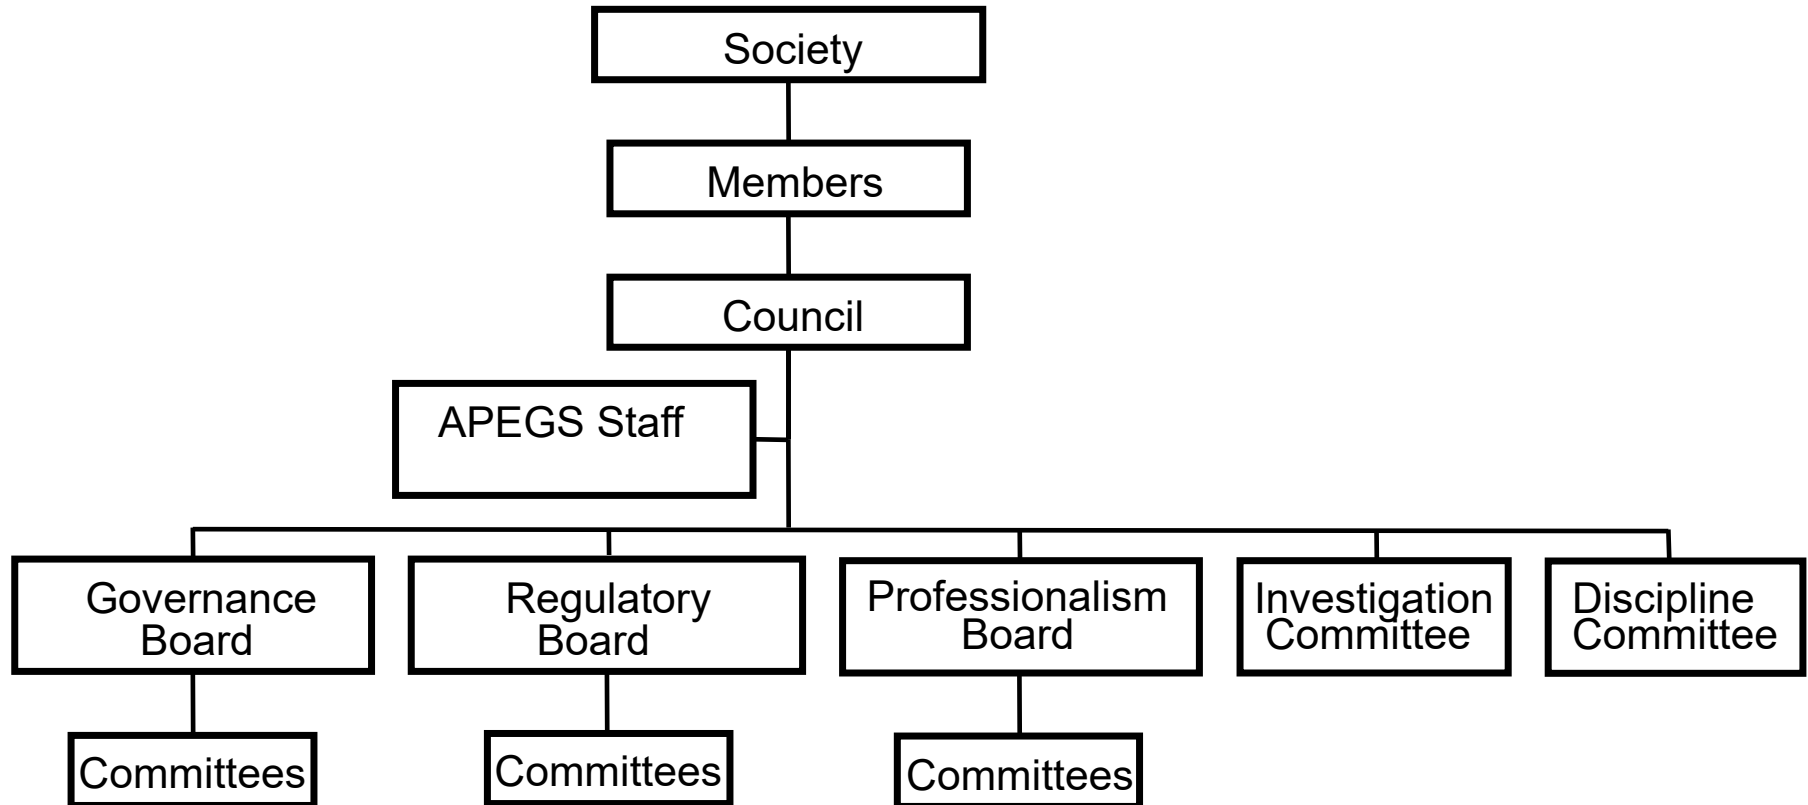 Society
Members
Council
APEGS Staff
Governance
Board
Regulatory
Board
Professionalism
Board
Investigation
Committee
Discipline
Committee
Committees
Committees
Committees